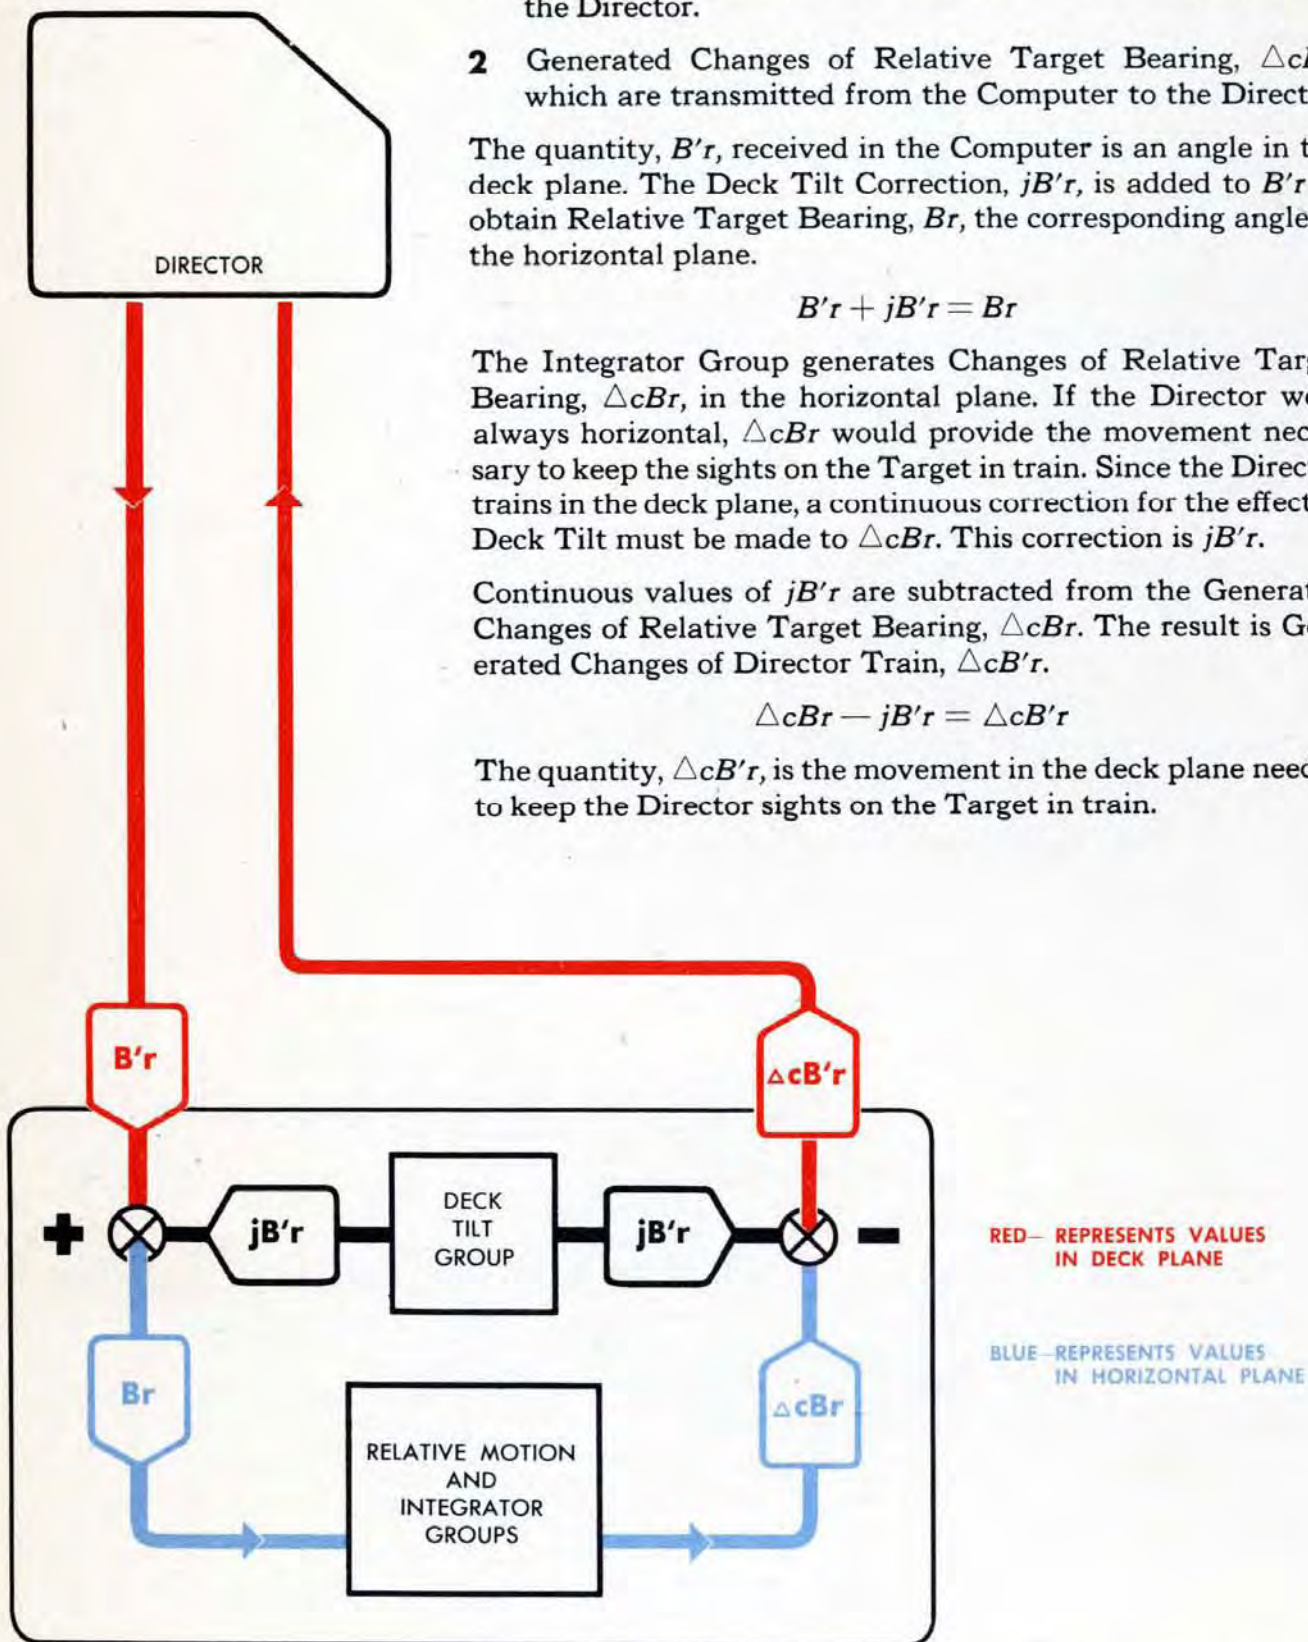 the Director.
2 Generated Changes of Relative Target Bearing, △cB
which are transmitted from the Computer to the Direct
The quantity, B'r, received in the Computer is an angle in t
deck plane. The Deck Tilt Correction, jB'r, is added to B'r
obtain Relative Target Bearing, Br, the corresponding angle
the horizontal plane.
B'r + jB'r = Br
The Integrator Group generates Changes of Relative Targ
Bearing, △cBr, in the horizontal plane. If the Director we
always horizontal, △cBr would provide the movement nec
sary to keep the sights on the Target in train. Since the Direc
trains in the deck plane, a continuous correction for the effect
Deck Tilt must be made to △cBr. This correction is jB'r.
Continuous values of jB'r are subtracted from the Generat
Changes of Relative Target Bearing, △cBr. The result is G
erated Changes of Director Train, △cB'r.
△cBr — jB'r = △cB'r
The quantity, △cB'r, is the movement in the deck plane need
to keep the Director sights on the Target in train.
DIRECTOR
B'r
△cB'r
+
jB'r
DECK
TILT
GROUP
jB'r
−
Br
RELATIVE MOTION
AND
INTEGRATOR
GROUPS
△cBr
RED— REPRESENTS VALUES
IN DECK PLANE
BLUE—REPRESENTS VALUES
IN HORIZONTAL PLANE